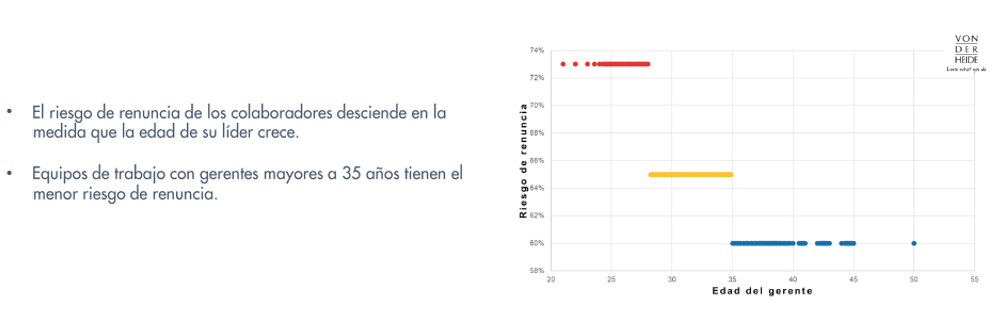 • El riesgo de renuncia de los colaboradores desciende en la
medida que la edad de su líder crece.
• Equipos de trabajo con gerentes mayores a 35 años tienen el
menor riesgo de renuncia.
VON
DER
HEIDE
74%
72%
70%
68%
66%
64%
62%
60%
58%
Riesgo de renuncia
20 25 30 35 40 45 50 55
Edad del gerente